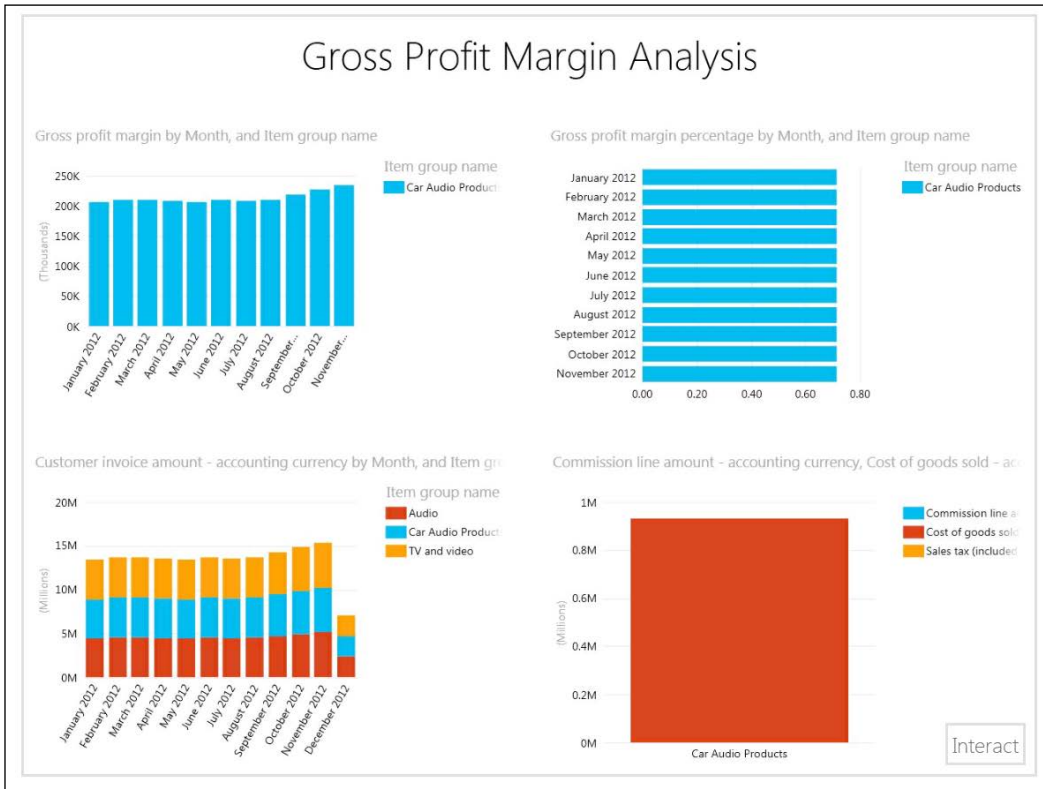 Gross Profit Margin Analysis
Gross profit margin by Month, and Item group name
Item group name
Car Audio Product
250K
200K
150K
100K
50K
0K
(Thousands)
January 2012
February 2012
March 2012
April 2012
May 2012
June 2012
July 2012
August 2012
September...
October 2012
November...
Gross profit margin percentage by Month, and Item group name
Item group name
Car Audio Products
January 2012
February 2012
March 2012
April 2012
May 2012
June 2012
July 2012
August 2012
September 2012
October 2012
November 2012
0.00 0.20 0.40 0.60 0.80
Customer invoice amount - accounting currency by Month, and Item
Item group name
Audio
Car Audio Product
TV and video
20M
15M
10M
5M
0M
(Millions)
January 2012
February 2012
March 2012
April 2012
May 2012
June 2012
July 2012
August 2012
September 2012
October 2012
November 2012
December 2012
Commission line amount - accounting currency, Cost of goods sold -
Commission line
Cost of goods
Sales tax (included
1M
0.8M
0.6M
0.4M
0.2M
0M
(Millions)
Car Audio Products
Interact